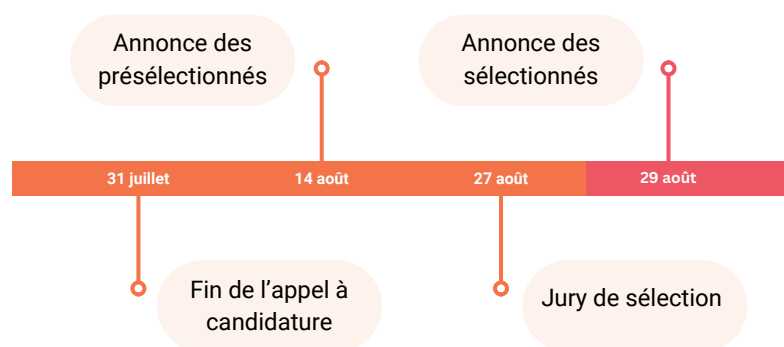 Annonce des
présélectionnés
Annonce des
sélectionnés
31 juillet
14 août
27 août
29 août
Fin de l’appel à
candidature
Jury de sélection